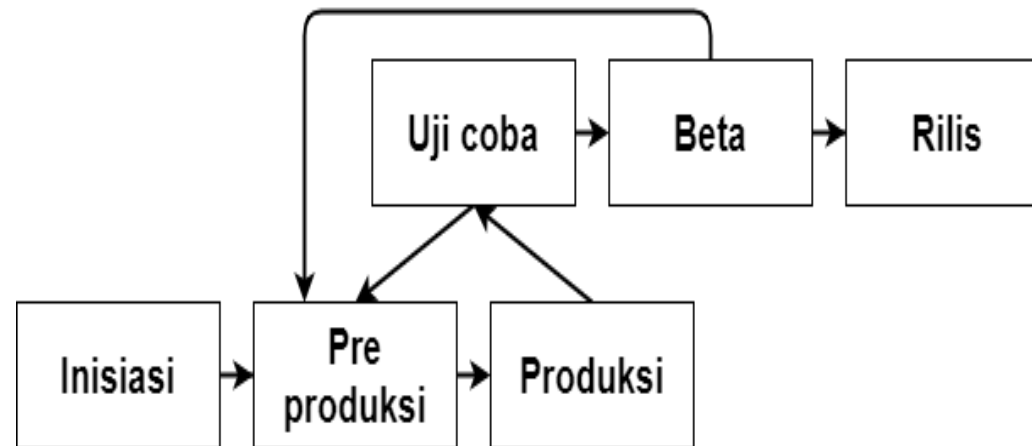 Uji coba
Beta
Rilis
Inisiasi
Pre
produksi
Produksi